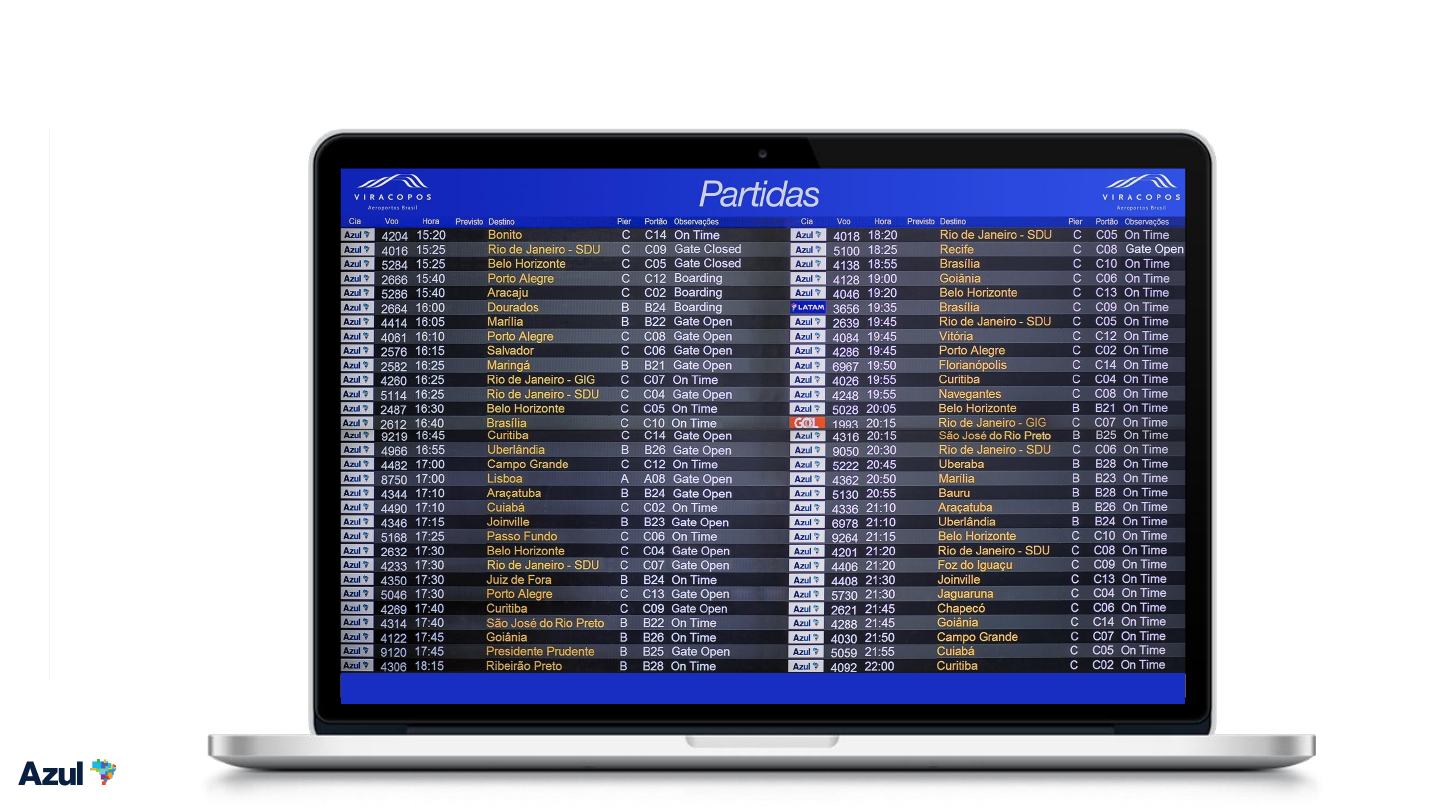 Partidas
VIRACOPOS
Aeroportos Brasil
VIRACOPOS
Aeroportos Brasil
Cia Voo Hora Previsto Destino Pier Portão Observações
Azul 4204 15:20 Bonito C C14 On Time
Azul 4016 15:25 Rio de Janeiro - SDU C C09 Gate Closed
Azul 5284 15:25 Belo Horizonte C C05 Gate Closed
Azul 2666 15:40 Porto Alegre C C12 Boarding
Azul 5286 15:40 Aracaju C C02 Boarding
Azul 2664 16:00 Dourados B B24 Boarding
Azul 4414 16:05 Marília B B22 Gate Open
Azul 4061 16:10 Porto Alegre C C08 Gate Open
Azul 2576 16:15 Salvador C C06 Gate Open
Azul 2582 16:25 Maringá B B21 Gate Open
Azul 4260 16:25 Rio de Janeiro - GIG C C07 On Time
Azul 5114 16:25 Rio de Janeiro - SDU C C04 Gate Open
Azul 2487 16:30 Belo Horizonte C C05 On Time
Azul 2612 16:40 Brasília C C10 On Time
Azul 9219 16:45 Curitiba C C14 Gate Open
Azul 4966 16:55 Uberlândia B B26 Gate Open
Azul 4482 17:00 Campo Grande C C12 On Time
Azul 8750 17:00 Lisboa A A08 Gate Open
Azul 4344 17:10 Araçatuba B B24 Gate Open
Azul 4490 17:10 Cuiabá C C02 On Time
Azul 4346 17:15 Joinville B B23 Gate Open
Azul 5168 17:25 Passo Fundo C C06 On Time
Azul 2632 17:30 Belo Horizonte C C04 Gate Open
Azul 4233 17:30 Rio de Janeiro - SDU C C07 Gate Open
Azul 4350 17:30 Juiz de Fora B B24 On Time
Azul 5046 17:30 Porto Alegre C C13 Gate Open
Azul 4269 17:40 Curitiba C C09 Gate Open
Azul 4314 17:40 São José do Rio Preto B B22 On Time
Azul 4122 17:45 Goiânia B B26 On Time
Azul 9120 17:45 Presidente Prudente B B25 Gate Open
Azul 4306 18:15 Ribeirão Preto B B28 On Time
Cia Voo Hora Previsto Destino Pier Portão Observações
Azul 4018 18:20 Rio de Janeiro - SDU C C05 On Time
Azul 5100 18:25 Recife C C08 Gate Open
Azul 4138 18:55 Brasília C C10 On Time
Azul 4128 19:00 Goiânia C C06 On Time
Azul 4046 19:20 Belo Horizonte C C13 On Time
LATAM 3656 19:35 Brasília C C09 On Time
Azul 2639 19:45 Rio de Janeiro - SDU C C05 On Time
Azul 4084 19:45 Vitória C C12 On Time
Azul 4286 19:45 Porto Alegre C C02 On Time
Azul 6967 19:50 Florianópolis C C14 On Time
Azul 4026 19:55 Curitiba C C04 On Time
Azul 4248 19:55 Navegantes C C08 On Time
Azul 5028 20:05 Belo Horizonte B B21 On Time
GOL 1993 20:15 Rio de Janeiro - GIG C C07 On Time
Azul 4316 20:15 São José do Rio Preto B B25 On Time
Azul 9050 20:30 Rio de Janeiro - SDU C C06 On Time
Azul 5222 20:45 Uberaba B B28 On Time
Azul 4362 20:50 Marília B B23 On Time
Azul 5130 20:55 Bauru B B28 On Time
Azul 4336 21:10 Araçatuba B B26 On Time
Azul 6978 21:10 Uberlândia B B24 On Time
Azul 9264 21:15 Belo Horizonte C C10 On Time
Azul 4201 21:20 Rio de Janeiro - SDU C C08 On Time
Azul 4406 21:20 Foz do Iguaçu C C09 On Time
Azul 4408 21:30 Joinville C C13 On Time
Azul 5730 21:30 Jaguaruna C C04 On Time
Azul 2621 21:45 Chapecó C C06 On Time
Azul 4288 21:45 Goiânia C C14 On Time
Azul 4030 21:50 Campo Grande C C07 On Time
Azul 5059 21:55 Cuiabá C C05 On Time
Azul 4092 22:00 Curitiba C C02 On Time
Azul